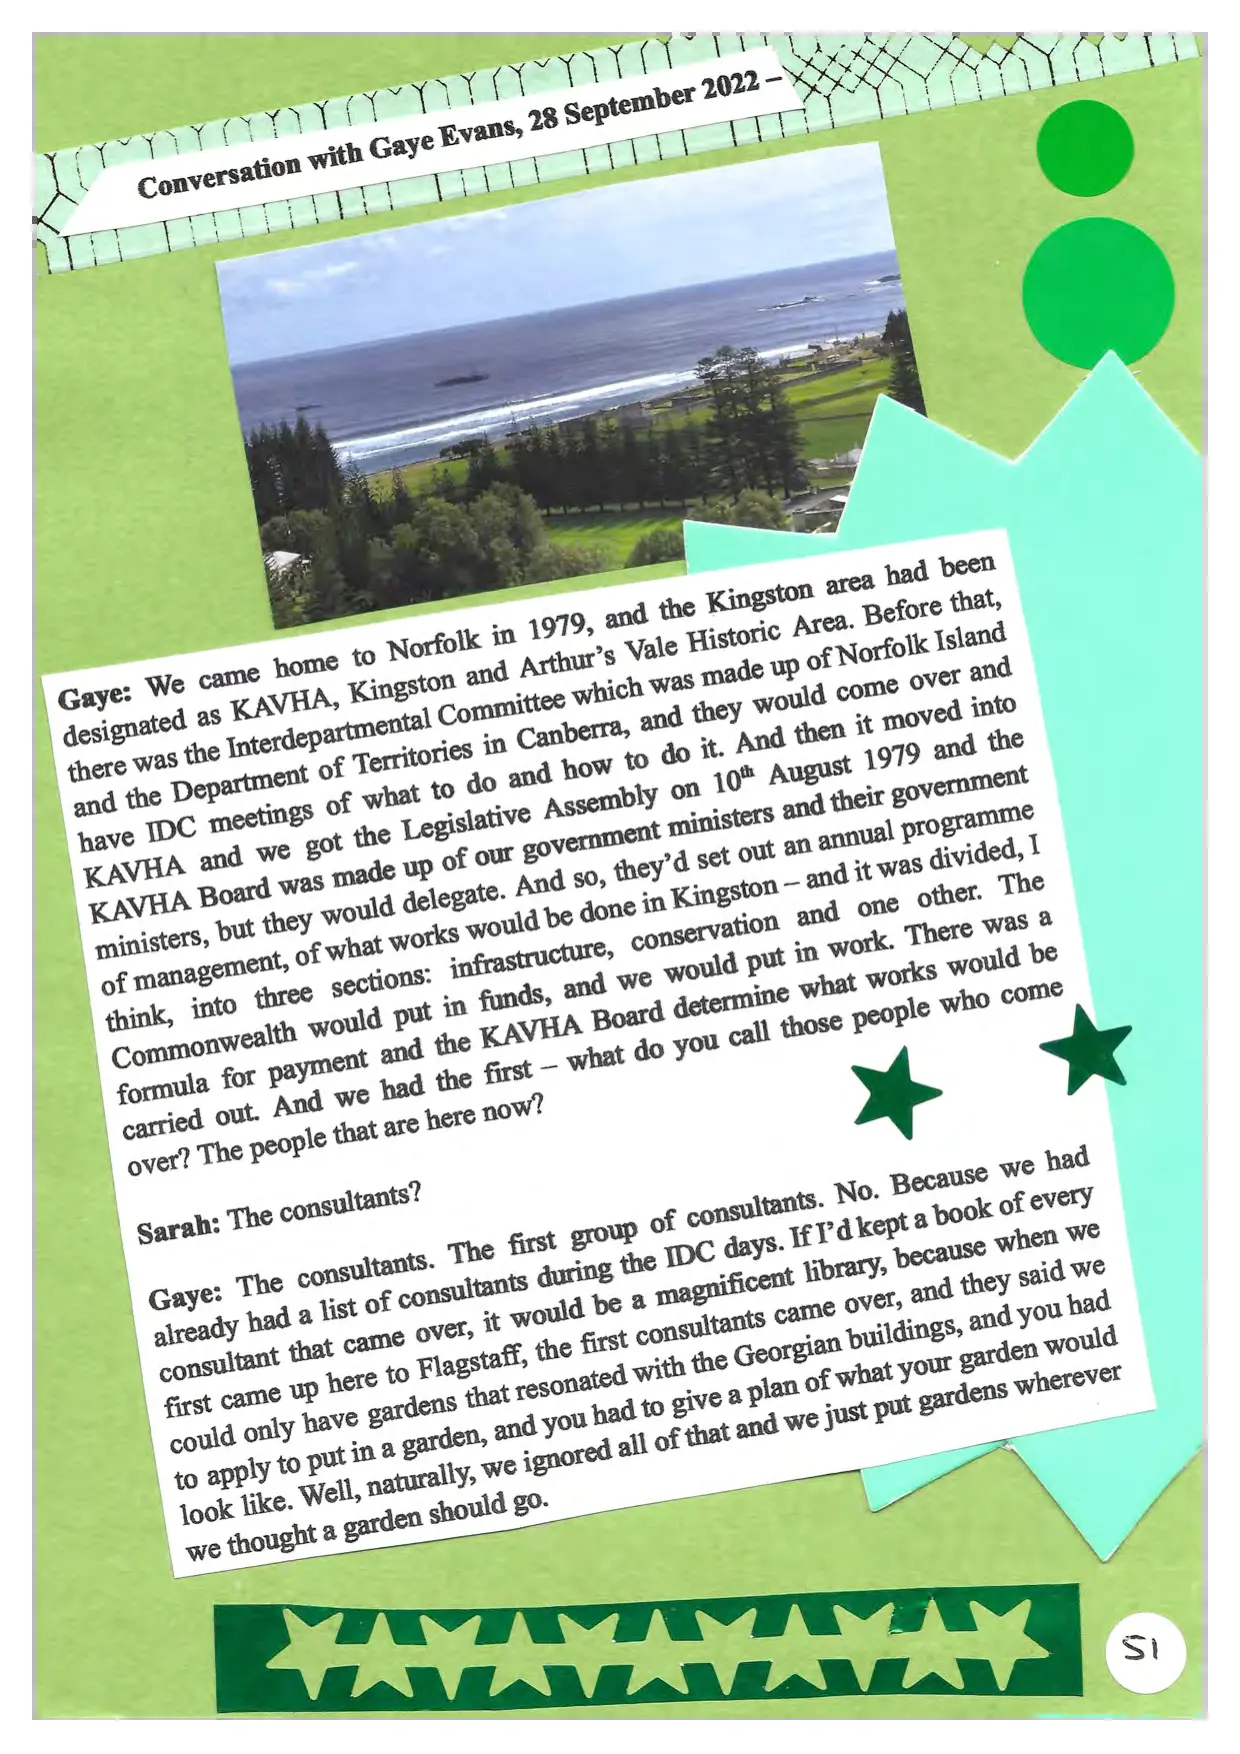 Conversation with Gaye Evans, 28 September 2022 –
Gaye: We came home to Norfolk in 1979, and the Kingston area had been
designated as KAVHA, Kingston and Arthur’s Vale Historic Area. Before that,
there was the Interdepartmental Committee which was made up of Norfolk Island
and the Department of Territories in Canberra, and they would come over and
have IDC meetings of what to do and how to do it. And then it moved into
KAVHA and we got the Legislative Assembly on 10th August 1979 and the
KAVHA Board was made up of our government ministers and their government
ministers, but they would delegate. And so, they’d set out an annual programme
of management, of what works would be done in Kingston – and it was divided, I
think, into three sections: infrastructure, conservation and one other. The
Commonwealth would put in funds, and we would put in work. There was a
formula for payment and the KAVHA Board determine what works would be
carried out. And we had the first – what do you call those people who come
over? The people that are here now?
Sarah: The consultants?
Gaye: The consultants. The first group of consultants. No. Because we had
already had a list of consultants during the IDC days. If I’d kept a book of every
consultant that came over, it would be a magnificent library, because when we
first came up here to Flagstaff, the first consultants came over, and they said we
could only have gardens that resonated with the Georgian buildings, and you had
to apply to put in a garden, and you had to give a plan of what your garden would
look like. Well, naturally, we ignored all of that and we just put gardens wherever
we thought a garden should go.
51